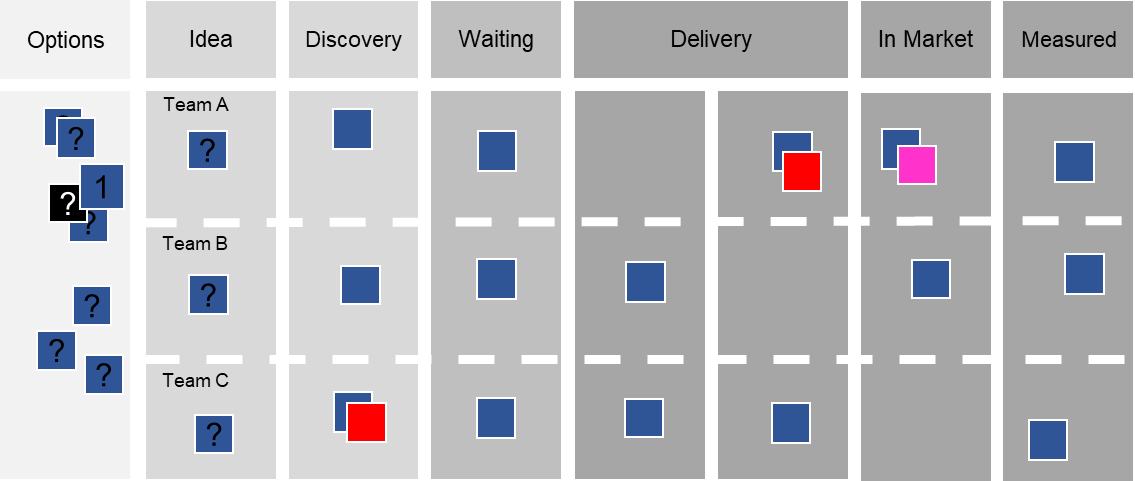 Options
Idea
Discovery
Waiting
Delivery
In Market
Measured
Team A
?
?
1
?
?
?
Team B
?
?
?
?
Team C
?